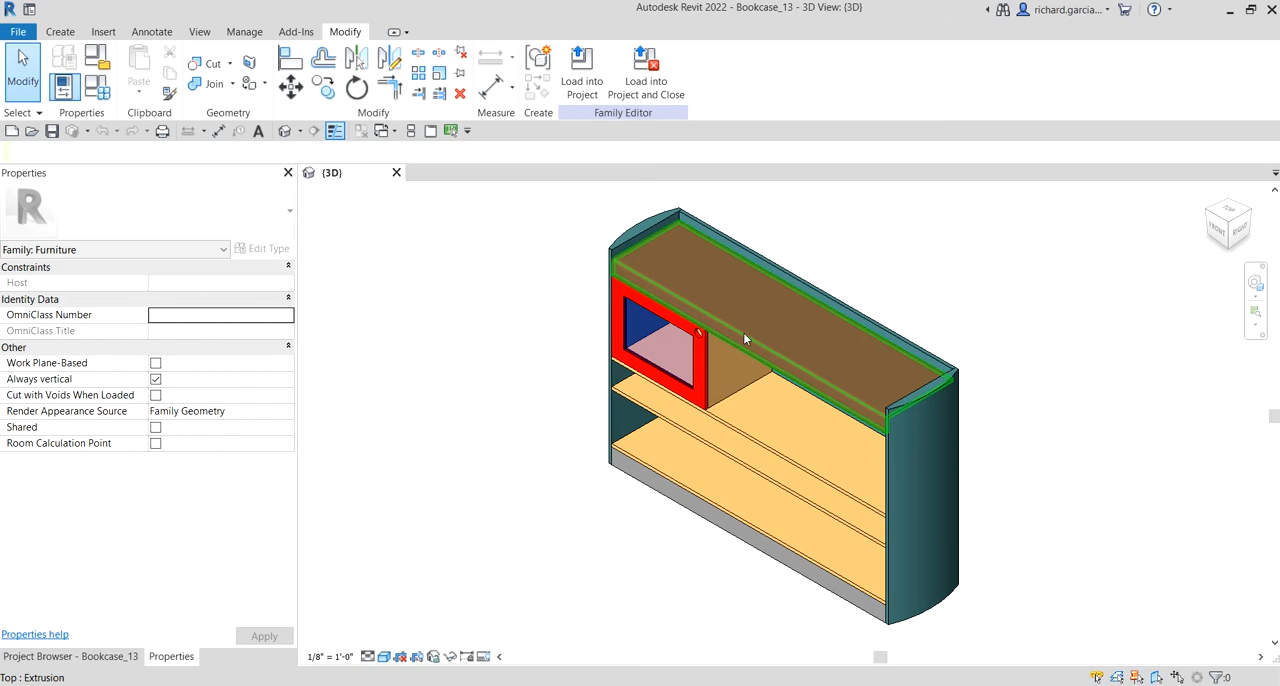 Autodesk Revit 2022 - Bookcase_13 - 3D View: {3D}
richard.garcia...
File Create Insert Annotate View Manage Add-Ins Modify
Modify
Paste
Cut
Join
Load into Project
Load into Project and Close
Select Properties Clipboard Geometry Modify Measure Create Family Editor
Properties
{3D}
R
Family: Furniture
Edit Type
Constraints
Host
Identity Data
OmniClass Number
OmniClass Title
Other
Work Plane-Based
Always vertical
Cut with Voids When Loaded
Render Appearance Source Family Geometry
Shared
Room Calculation Point
TOP
FRONT
RIGHT
Properties help
Apply
Project Browser - Bookcase_13 Properties
1/8" = 1'-0"
Top : Extrusion
:0